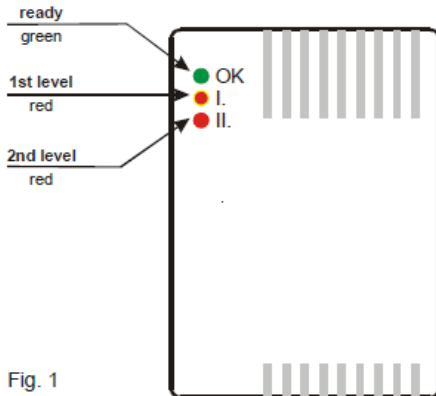 ready
green
OK
1st level
I.
red
II.
2nd level
red
Fig. 1